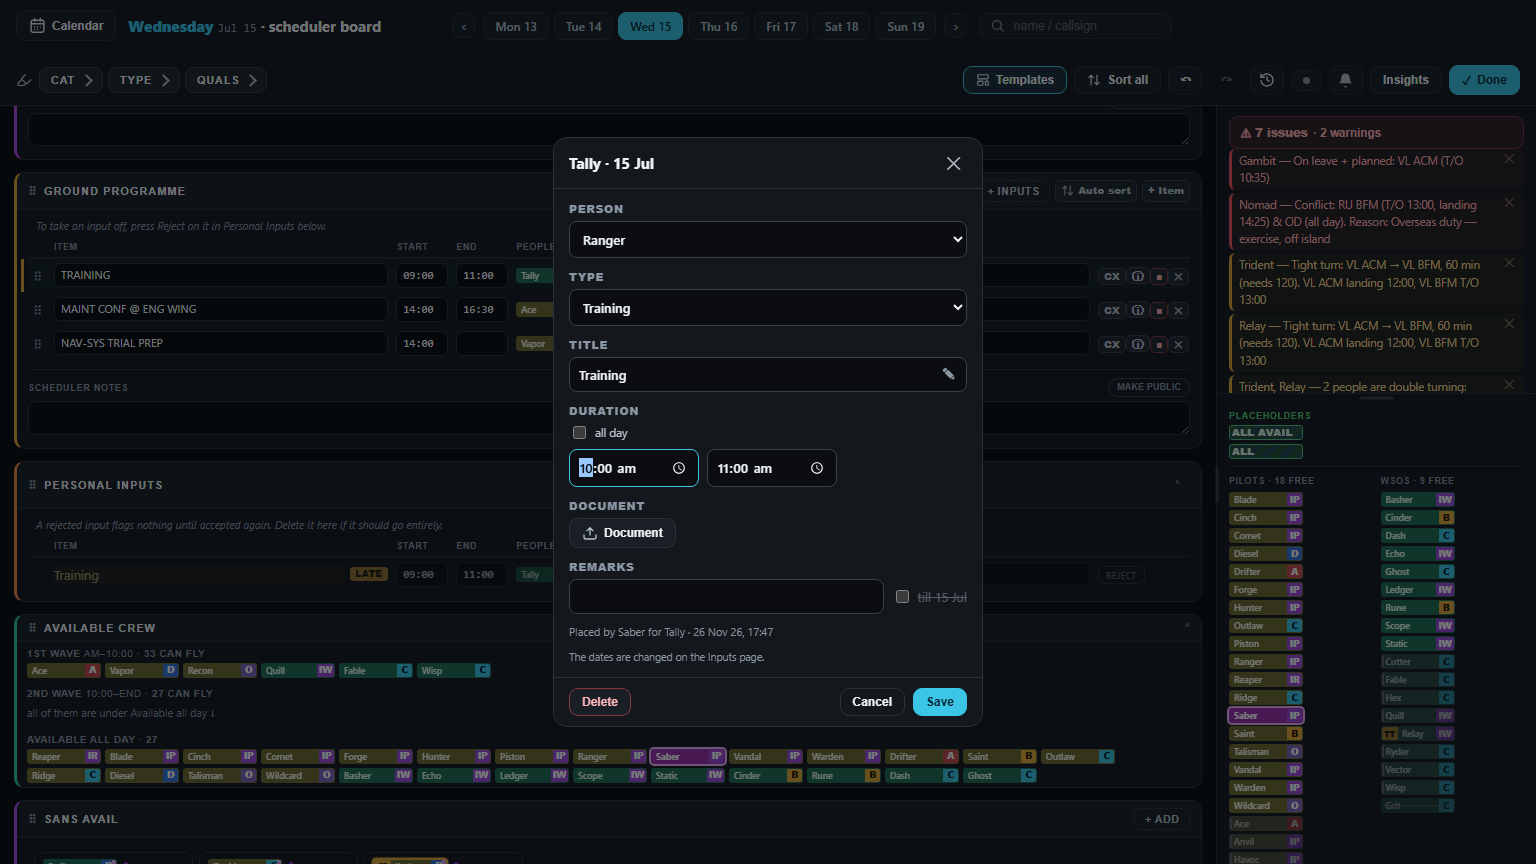 Calendar
Wednesday Jul 15 · scheduler board
Mon 13
Tue 14
Wed 15
Thu 16
Fri 17
Sat 18
Sun 19
name / callsign
CAT
TYPE
QUALS
Templates
Sort all
Insights
✓ Done
GROUND PROGRAMME
+ INPUTS
Auto sort
+ Item
To take an input off, press Reject on it in Personal Inputs below.
ITEM START END PEOPLE
TRAINING 09:00 11:00 Tally CX
MAINT CONF @ ENG WING 14:00 16:30 Ace CX
NAV-SYS TRIAL PREP 14:00 Vapor CX
SCHEDULER NOTES
MAKE PUBLIC
PERSONAL INPUTS
A rejected input flags nothing until accepted again. Delete it here if it should go entirely.
ITEM START END PEOPLE
Training LATE 09:00 11:00 Tally REJECT
AVAILABLE CREW
1ST WAVE AM–10:00 · 33 CAN FLY
Ace A Vapor D Recon O Quill IW Fable C Wisp C
2ND WAVE 10:00–END · 27 CAN FLY
all of them are under Available all day ↓
AVAILABLE ALL DAY · 27
Reaper IR Blade IP Cinch IP Comet IP Forge IP Hunter IP Piston IP Ranger IP Saber IP Vandal IP Warden IP Drifter A Saint B Outlaw C
Ridge C Diesel D Talisman O Wildcard O Basher IW Echo IW Ledger IW Scope IW Static IW Cinder B Rune B Dash C Ghost C
SANS AVAIL
+ ADD
Tally · 15 Jul
PERSON
Ranger
TYPE
Training
TITLE
Training
DURATION
all day
10:00 am
11:00 am
DOCUMENT
Document
REMARKS
till 15 Jul
Placed by Saber for Tally · 26 Nov 26, 17:47
The dates are changed on the Inputs page.
Delete
Cancel
Save
⚠ 7 issues · 2 warnings
Gambit — On leave + planned: VL ACM (T/O
10:35)
Nomad — Conflict: RU BFM (T/O 13:00, landing
14:25) & OD (all day). Reason: Overseas duty —
exercise, off island
Trident — Tight turn: VL ACM → VL BFM, 60 min
(needs 120). VL ACM landing 12:00, VL BFM T/O
13:00
Relay — Tight turn: VL ACM → VL BFM, 60 min
(needs 120). VL ACM landing 12:00, VL BFM T/O
13:00
Trident, Relay — 2 people are double turning:
PLACEHOLDERS
ALL AVAIL
ALL
PILOTS · 18 FREE
Blade IP
Cinch IP
Comet IP
Diesel D
Drifter A
Forge IP
Hunter IP
Outlaw C
Piston IP
Ranger IP
Reaper IR
Ridge C
Saber IP
Saint B
Talisman O
Vandal IP
Warden IP
Wildcard O
Ace A
Anvil IP
Havoc IP
WSOS · 9 FREE
Basher IW
Cinder B
Dash C
Echo IW
Ghost C
Ledger IW
Rune B
Scope IW
Static IW
Cutter C
Fable C
Hex C
Quill IW
TT Relay IW
Ryder C
Vector C
Wisp C
Grit C